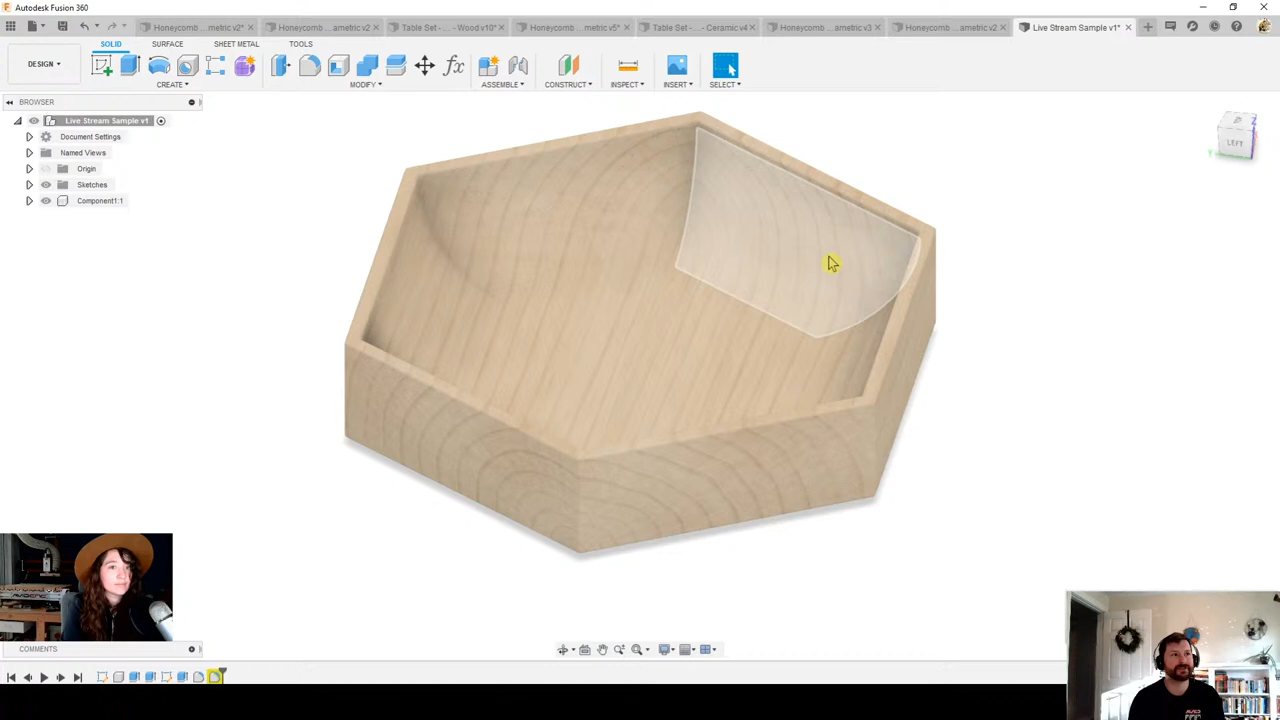 Autodesk Fusion 360
Honeycomb ...ametric v2*
Honeycomb ...ametric v2
Table Set - ... - Wood v10*
Honeycomb ...metric v5*
Table Set - ...- Ceramic v4
Honeycomb ...ametric v3
Honeycomb ...ametric v2
Live Stream Sample v1*
DESIGN
SOLID
SURFACE
SHEET METAL
TOOLS
CREATE
MODIFY
ASSEMBLE
CONSTRUCT
INSPECT
INSERT
SELECT
BROWSER
Live Stream Sample v1
Document Settings
Named Views
Origin
Sketches
Component1:1
Z
LEFT
Y
COMMENTS